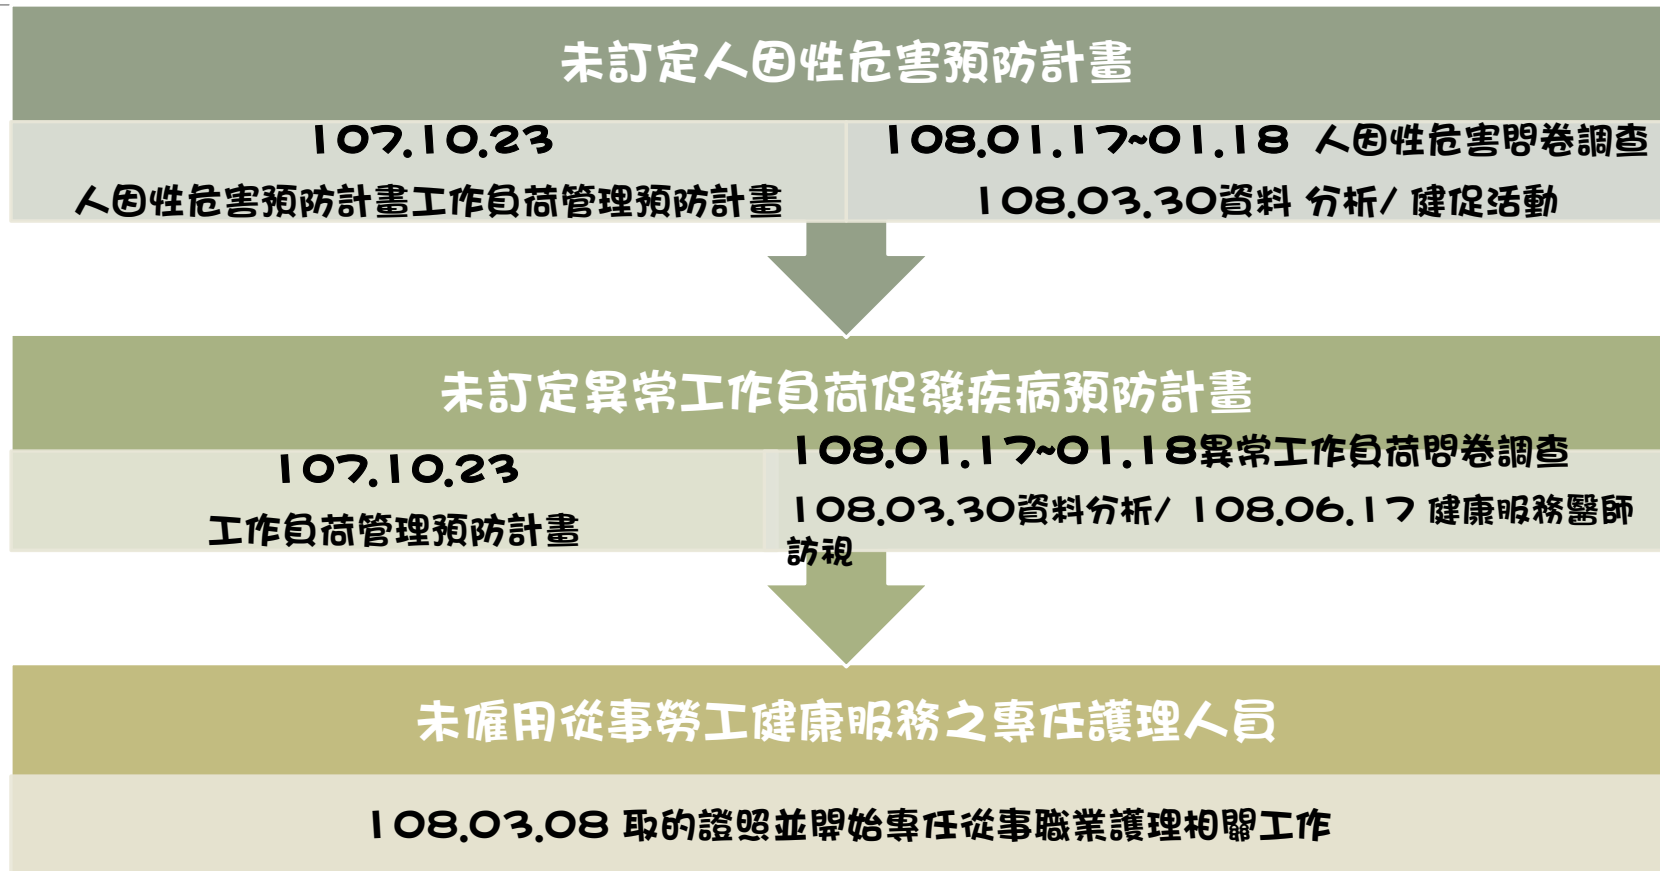 未訂定人因性危害預防計畫
107.10.23
人因性危害預防計畫工作負荷管理預防計畫
108.01.17~01.18 人因性危害問卷調查
108.03.30資料 分析/ 健促活動
未訂定異常工作負荷促發疾病預防計畫
107.10.23
工作負荷管理預防計畫
108.01.17~01.18異常工作負荷問卷調查
108.03.30資料分析/ 108.06.17 健康服務醫師
訪視
未僱用從事勞工健康服務之專任護理人員
108.03.08 取的證照並開始專任從事職業護理相關工作